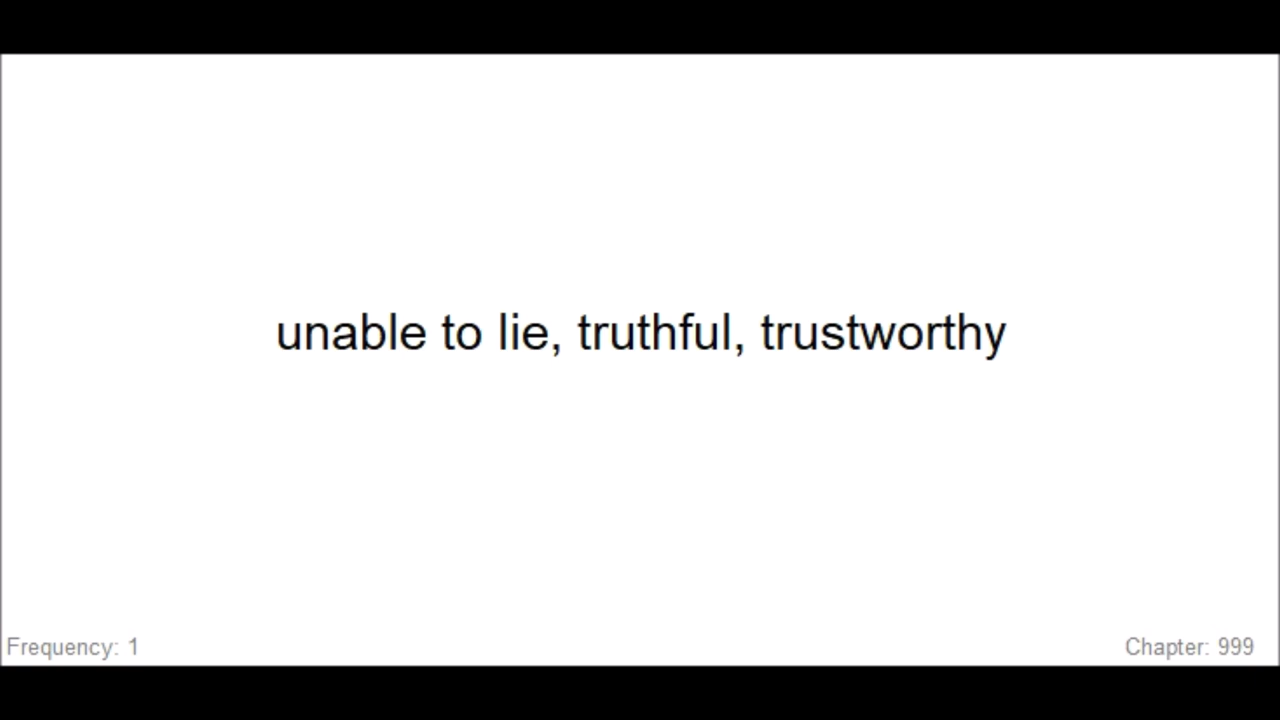 unable to lie, truthful, trustworthy
Frequency: 1
Chapter: 999